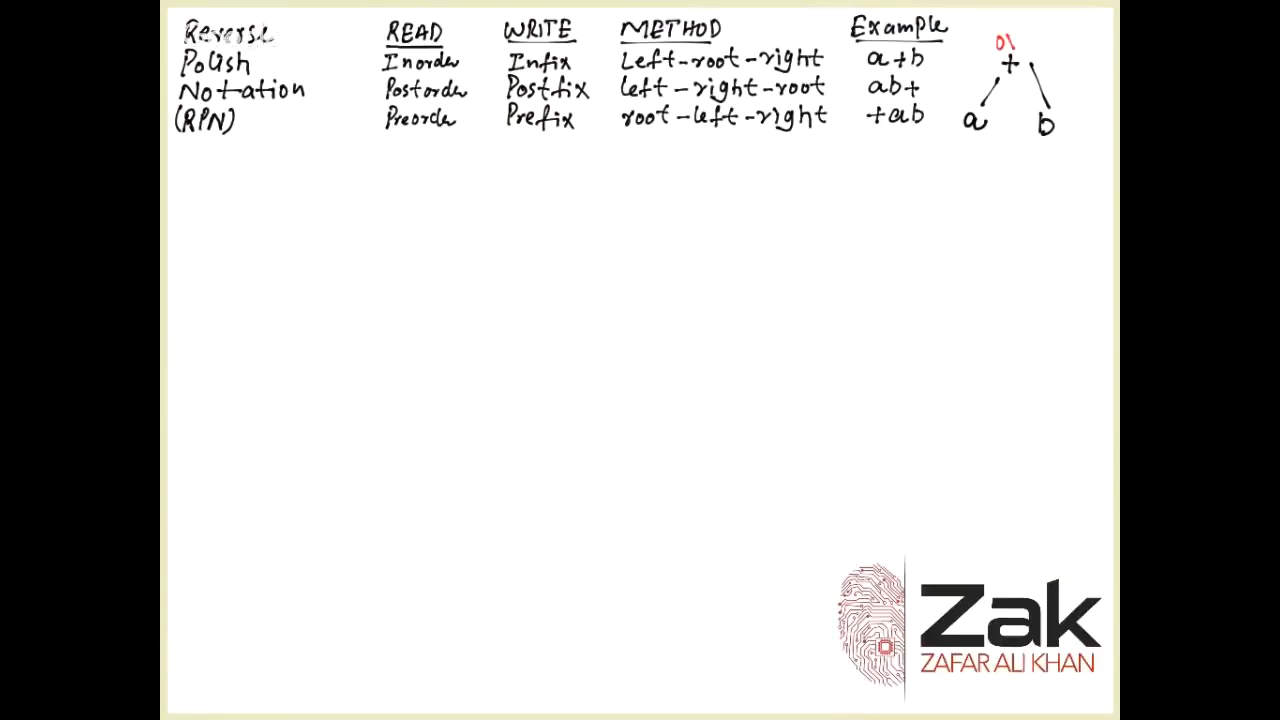 Reverse READ WRITE METHOD Example
Polish Inorder Infix Left-root-right a+b
Notation Postorder Postfix left-right-root ab+
(RPN) Preorder Prefix root-left-right +ab
+
a b
Zak
ZAFAR ALI KHAN